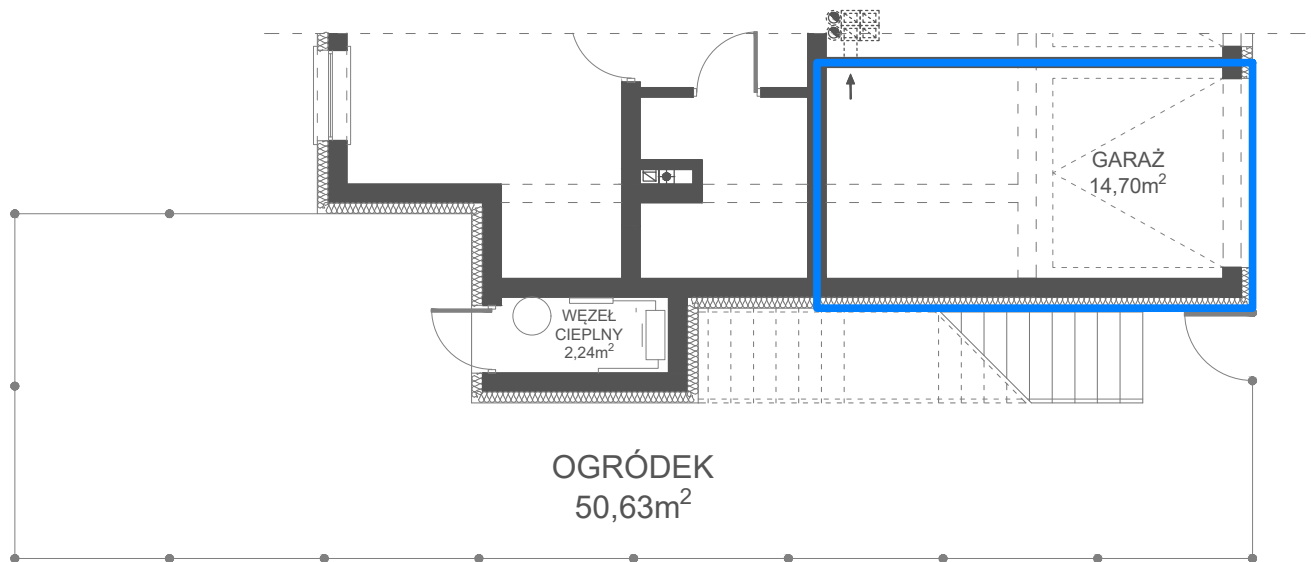 GARAŻ
14,70m²
WĘZEŁ
CIEPLNY
2,24m²
OGRÓDEK
50,63m²